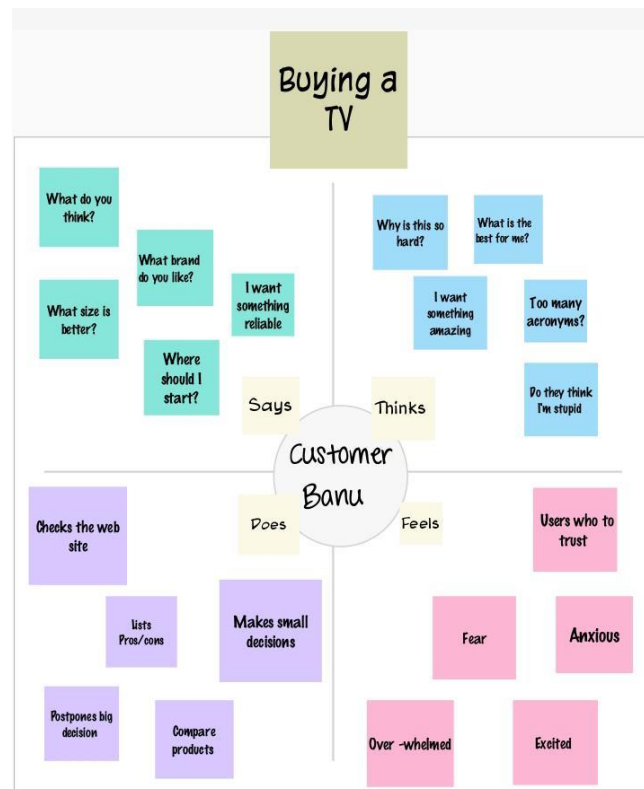 Buying a
TV
What do you
think?
What brand
do you like?
What size is
better?
I want
something
reliable
Where
should I
start?
Says
Why is this so
hard?
What is the
best for me?
I want
something
amazing
Too many
acronyms?
Do they think
I'm stupid
Thinks
Customer
Banu
Does
Checks the web
site
Lists
Pros/cons
Makes small
decisions
Postpones big
decision
Compare
products
Feels
Users who to
trust
Fear
Anxious
Over -whelmed
Excited